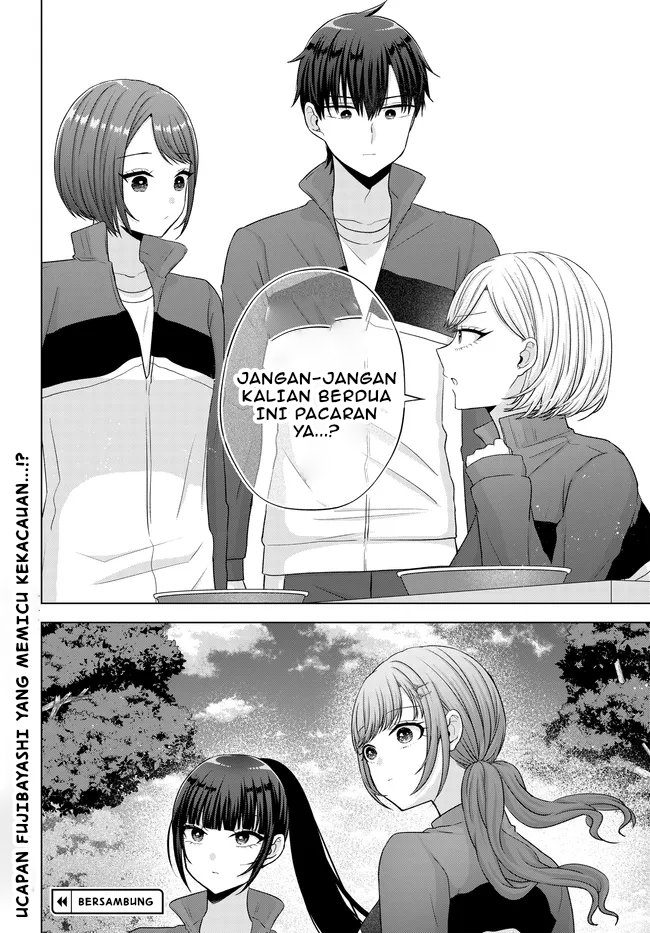 JANGAN-JANGAN
KALIAN BERDUA
INI PACARAN
YA...?
UCAPAN FUJIBAYASHI YANG MEMICU KEKACAUAN...!?
BERSAMBUNG